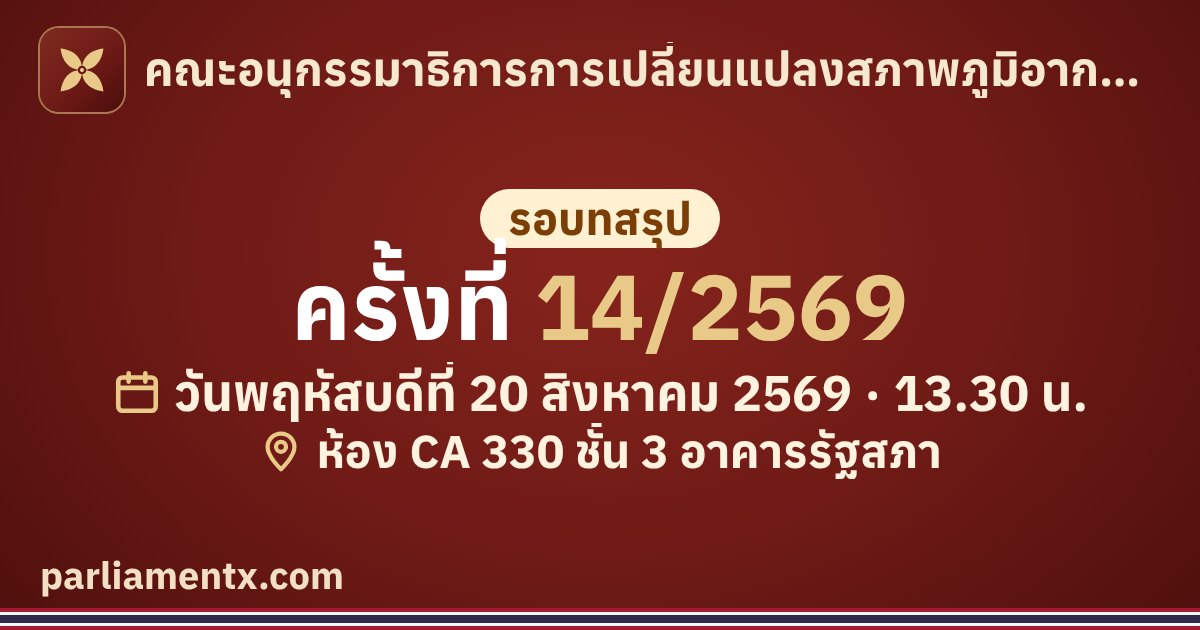 คณะอนุกรรมาธิการการเปลี่ยนแปลงสภาพภูมิอาก...
รอบทสรุป
ครั้งที่ 14/2569
วันพฤหัสบดีที่ 20 สิงหาคม 2569 · 13.30 น.
ห้อง CA 330 ชั้น 3 อาคารรัฐสภา
parliamentx.com